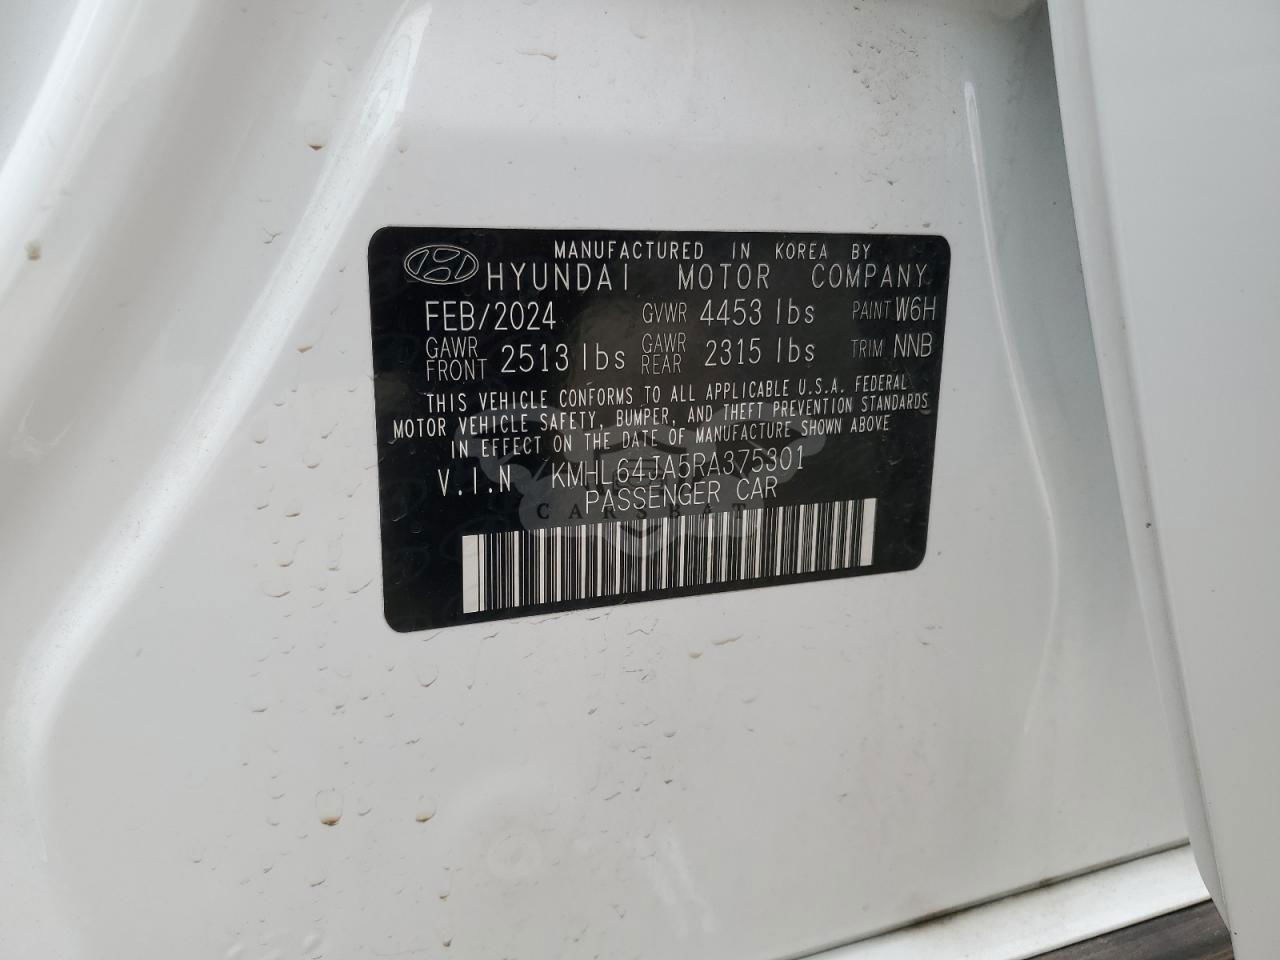 MANUFACTURED IN KOREA BY
HYUNDAI MOTOR COMPANY
FEB/2024 GVWR 4453 lbs PAINT W6H
GAWR FRONT 2513 lbs GAWR REAR 2315 lbs TRIM NNB
THIS VEHICLE CONFORMS TO ALL APPLICABLE U.S.A. FEDERAL
MOTOR VEHICLE SAFETY, BUMPER, AND THEFT PREVENTION STANDARDS
IN EFFECT ON THE DATE OF MANUFACTURE SHOWN ABOVE
V.I.N KMHL64JA5RA375301
PASSENGER CAR
CARSBAT